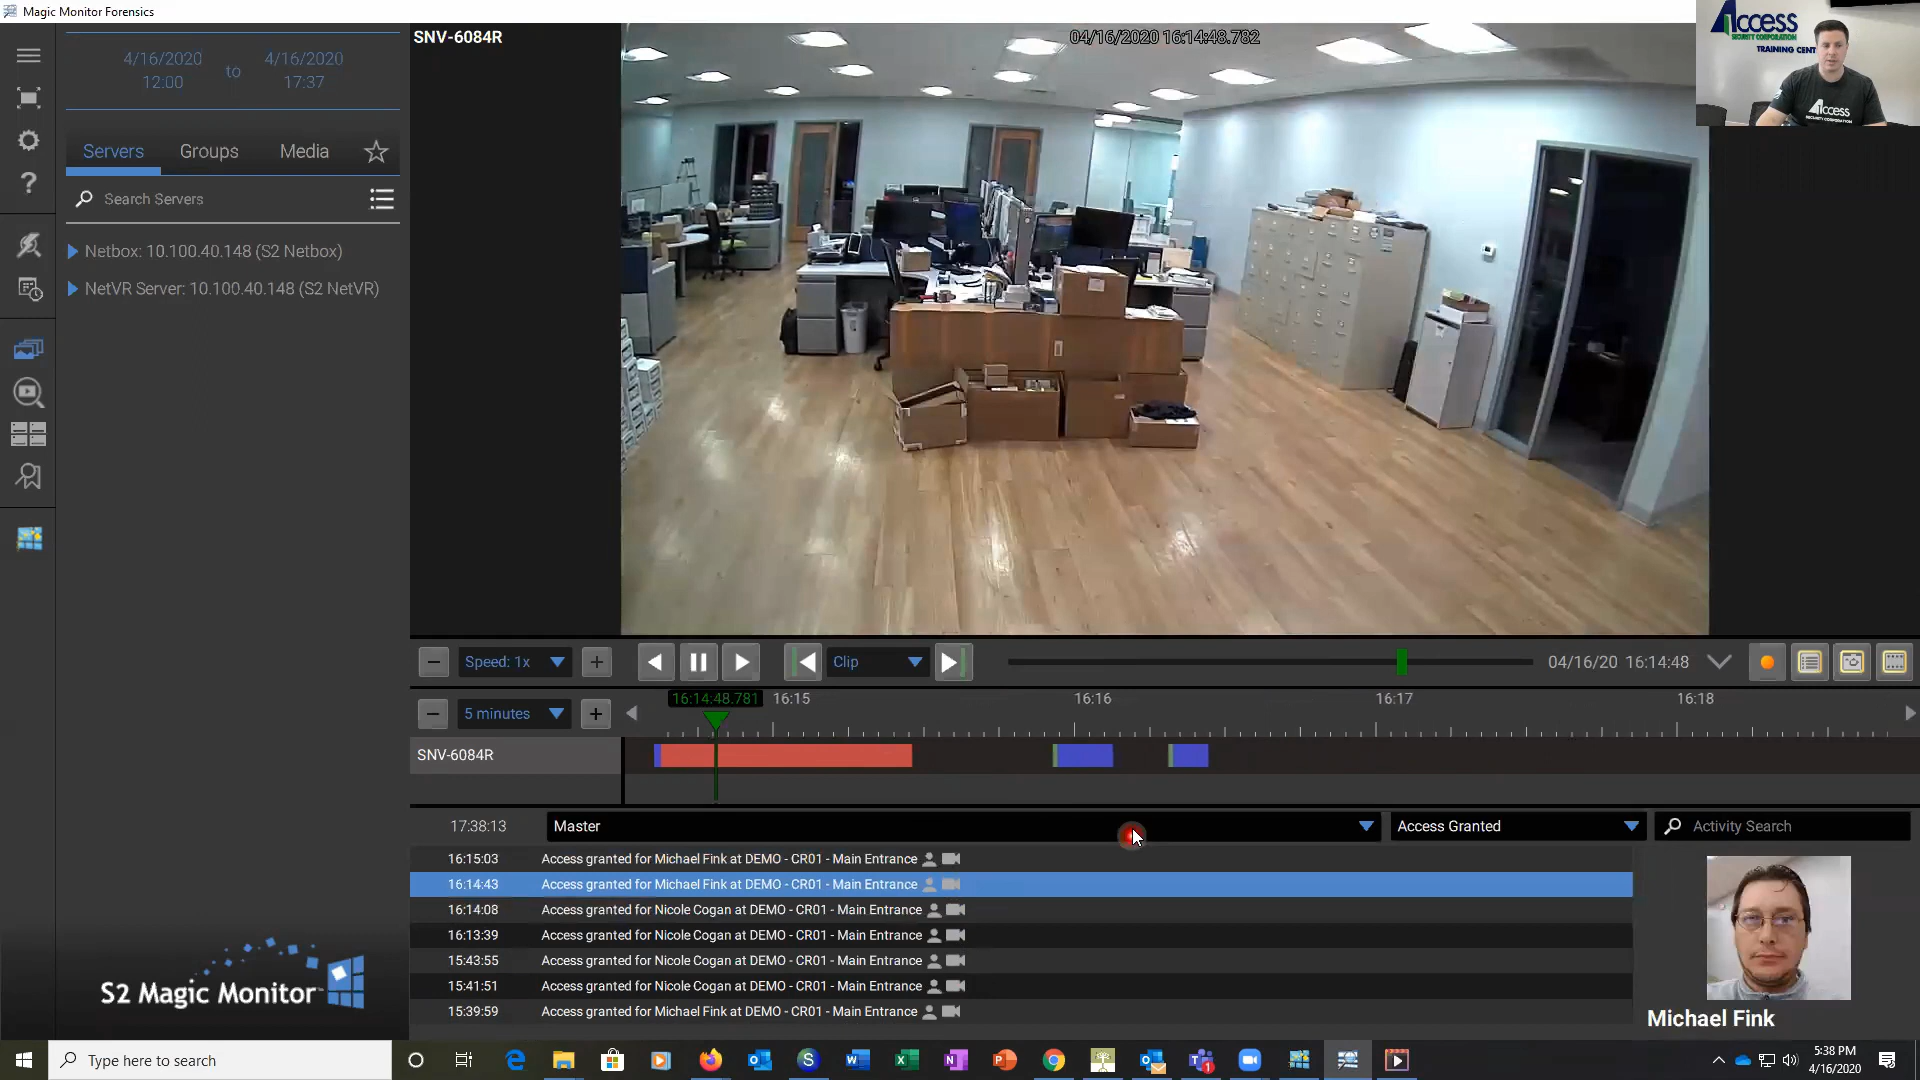 Magic Monitor Forensics
4/16/2020
12:00
to
4/16/2020
17:37
Servers
Groups
Media
Search Servers
Netbox: 10.100.40.148 (S2 Netbox)
NetVR Server: 10.100.40.148 (S2 NetVR)
S2 Magic Monitor
SNV-6084R
04/16/2020 16:14:48.782
Access
SECURITY CORPORATION
TRAINING CENT
Access
SECURITY CORPORATION
Speed: 1x
Clip
04/16/20 16:14:48
5 minutes
16:14:48.781
16:15
16:16
16:17
16:18
SNV-6084R
17:38:13
Master
Access Granted
Activity Search
16:15:03 Access granted for Michael Fink at DEMO - CR01 - Main Entrance
16:14:43 Access granted for Michael Fink at DEMO - CR01 - Main Entrance
16:14:08 Access granted for Nicole Cogan at DEMO - CR01 - Main Entrance
16:13:39 Access granted for Nicole Cogan at DEMO - CR01 - Main Entrance
15:43:55 Access granted for Nicole Cogan at DEMO - CR01 - Main Entrance
15:41:51 Access granted for Nicole Cogan at DEMO - CR01 - Main Entrance
15:39:59 Access granted for Michael Fink at DEMO - CR01 - Main Entrance
Michael Fink
Type here to search
5:38 PM
4/16/2020